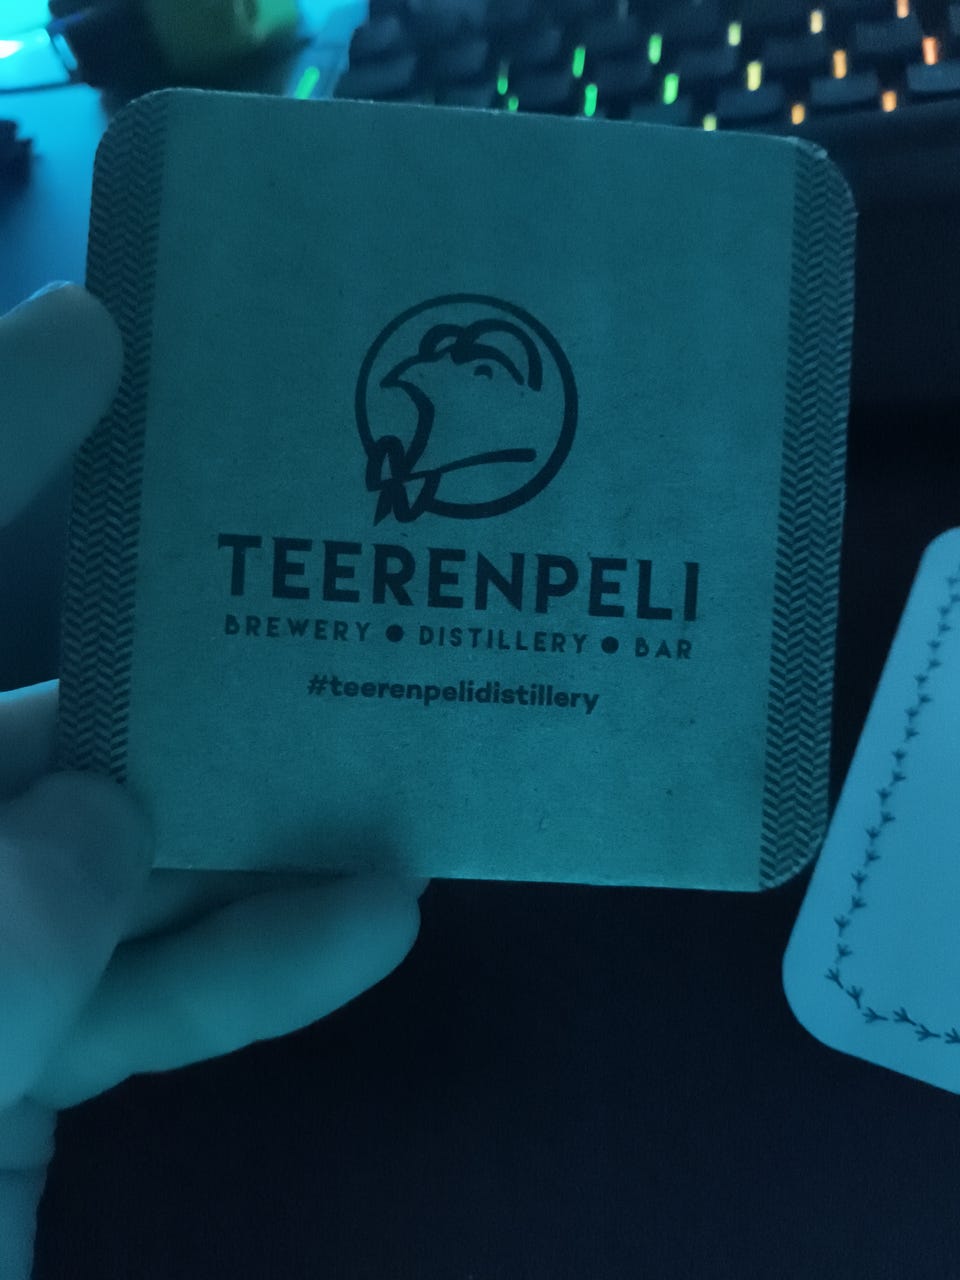 TEERENPELI
BREWERY ● DISTILLERY ● BAR
#teerenpelidistillery